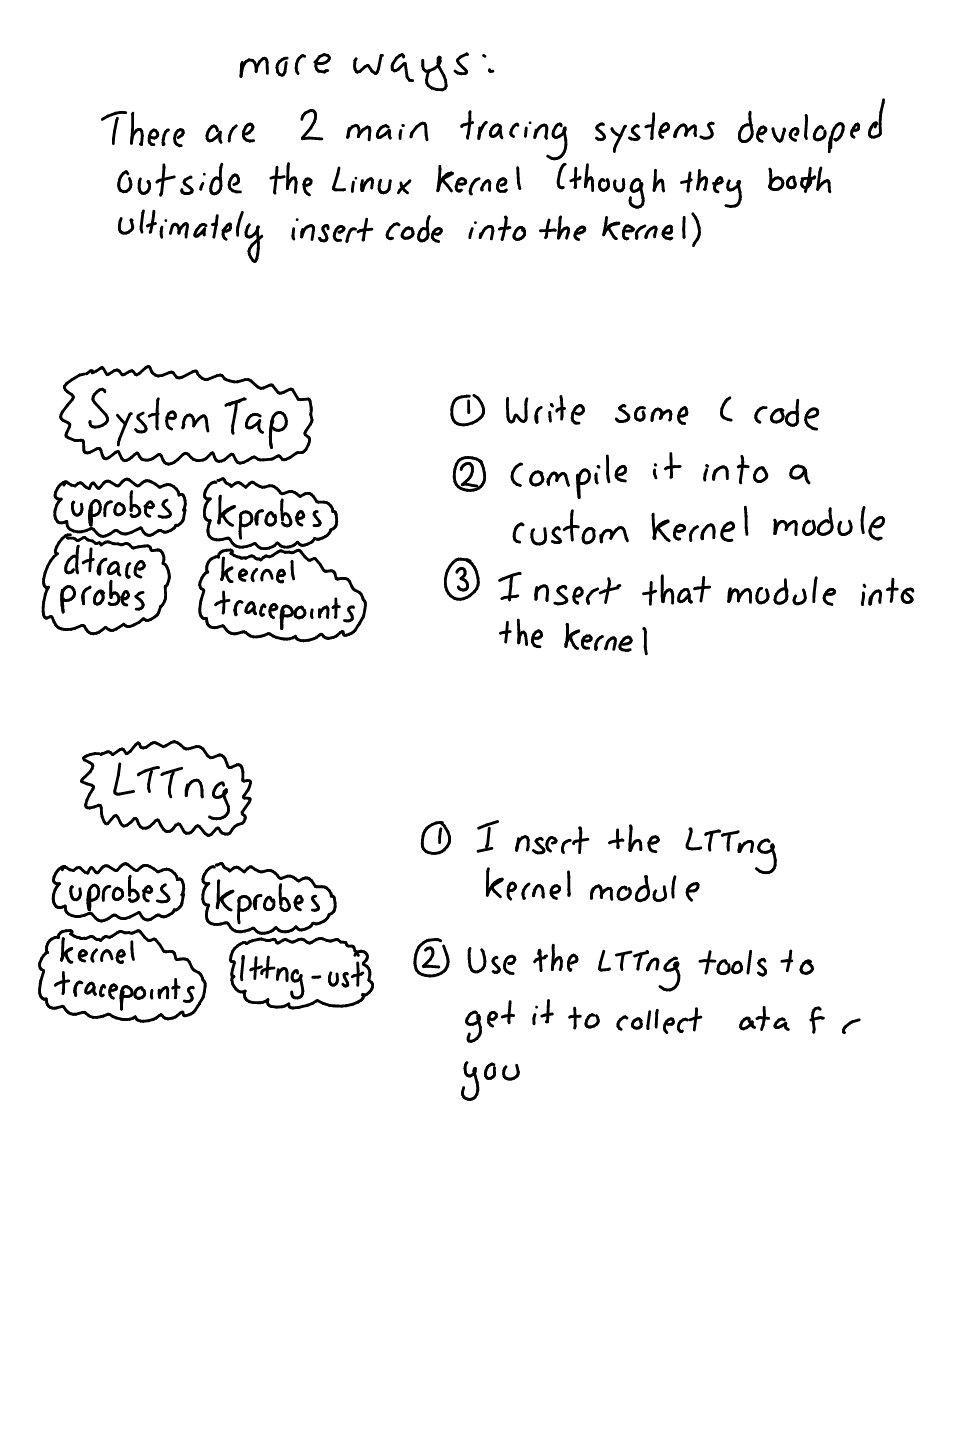 more ways:
There are 2 main tracing systems developed
outside the Linux kernel (though they both
ultimately insert code into the kernel)
System Tap
uprobes kprobes
dtrace
probes
kernel
tracepoints
① Write some C code
② Compile it into a
custom kernel module
③ Insert that module into
the kernel
LTTng
uprobes kprobes
kernel
tracepoints
lttng-ust
① Insert the LTTng
kernel module
② Use the LTTng tools to
get it to collect ata f r
you